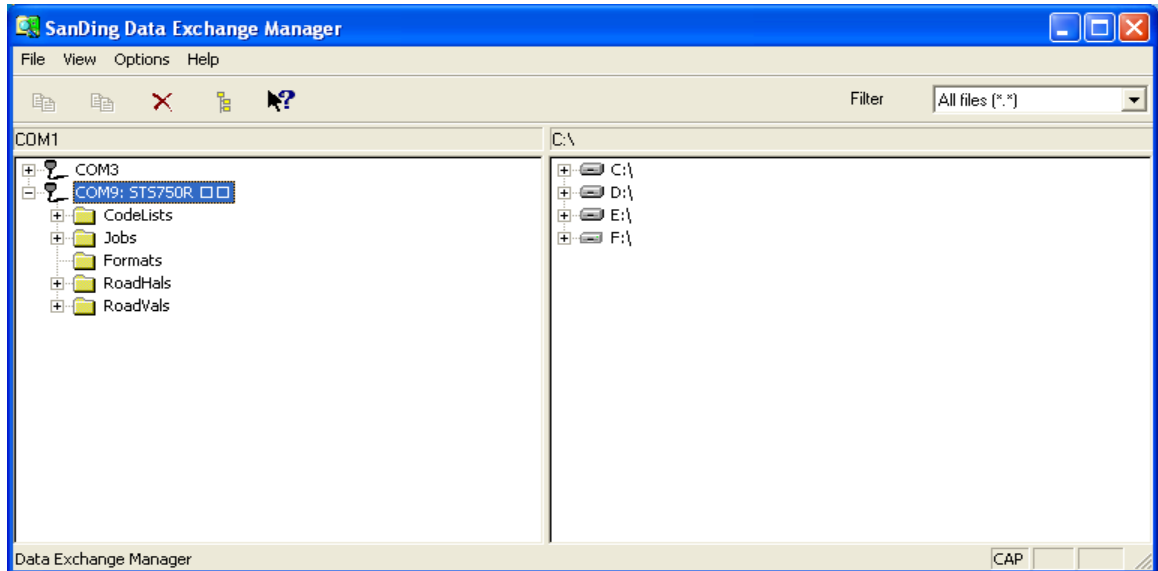 SanDing Data Exchange Manager
File View Options Help
Filter All files (*.*)
COM1 C:\
COM3
COM9: STS750R □□
CodeLists
Jobs
Formats
RoadHals
RoadVals
C:\
D:\
E:\
F:\
Data Exchange Manager CAP